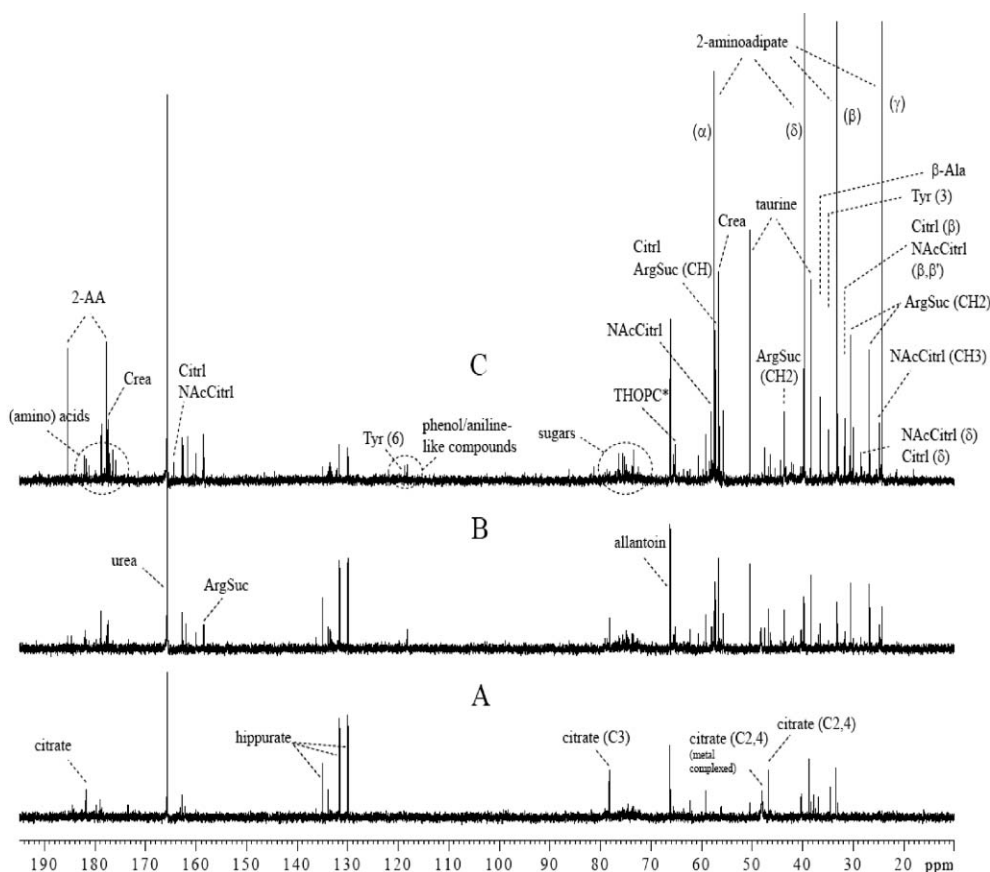 2-aminoadipate
(α)
(δ)
(β)
(γ)
β-Ala
Tyr (3)
Citrl (β)
NAcCitrl
(β,β')
ArgSuc (CH2)
NAcCitrl (CH3)
NAcCitrl (δ)
Citrl (δ)
taurine
Crea
Citrl
ArgSuc (CH)
NAcCitrl
THOPC*
ArgSuc
(CH2)
2-AA
Crea
(amino) acids
Citrl
NAcCitrl
C
Tyr (6)
phenol/aniline-
like compounds
sugars
B
urea
ArgSuc
allantoin
A
citrate
hippurate
citrate (C3)
citrate (C2,4)
(metal
complexed)
citrate (C2,4)
190 180 170 160 150 140 130 120 110 100 90 80 70 60 50 40 30 20 ppm